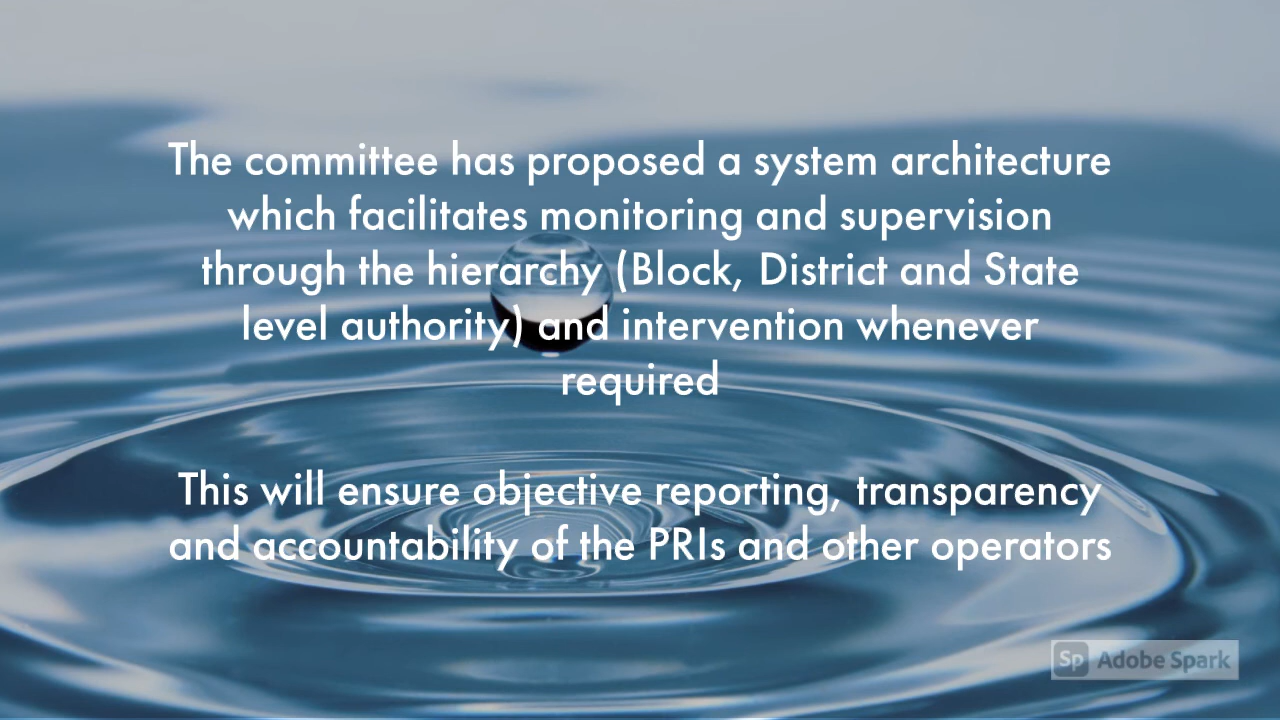 The committee has proposed a system architecture
which facilitates monitoring and supervision
through the hierarchy (Block, District and State
level authority) and intervention whenever
required
This will ensure objective reporting, transparency
and accountability of the PRIs and other operators
Sp Adobe Spark